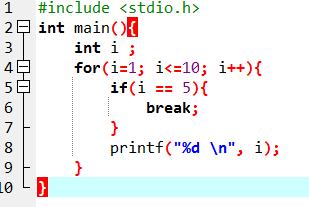 1 #include <stdio.h>
2 int main(){
3 int i ;
4 for(i=1; i<=10; i++){
5 if(i == 5){
6 break;
7 }
8 printf("%d \n", i);
9 }
10 }